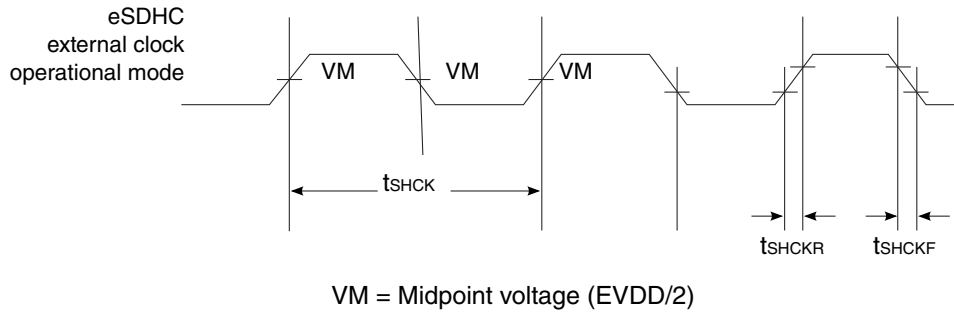 eSDHC
external clock
operational mode
VM VM VM
tSHCK
tSHCKR tSHCKF
VM = Midpoint voltage (EVDD/2)